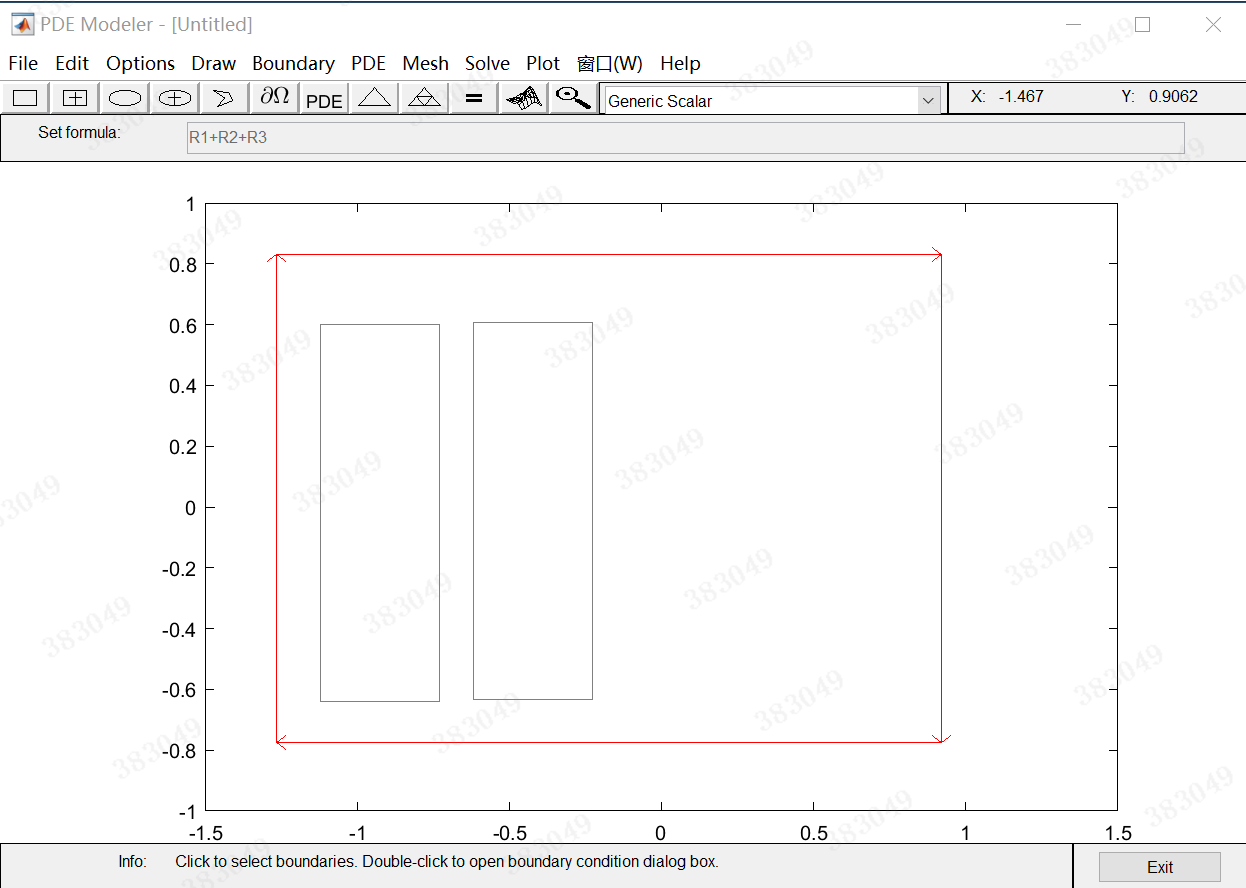 PDE Modeler - [Untitled]
File Edit Options Draw Boundary PDE Mesh Solve Plot 窗口(W) Help
∂Ω PDE = Generic Scalar X: -1.467 Y: 0.9062
Set formula: R1+R2+R3
1
0.8
0.6
0.4
0.2
0
-0.2
-0.4
-0.6
-0.8
-1
-1.5 -1 -0.5 0 0.5 1 1.5
Info: Click to select boundaries. Double-click to open boundary condition dialog box.
Exit
383049